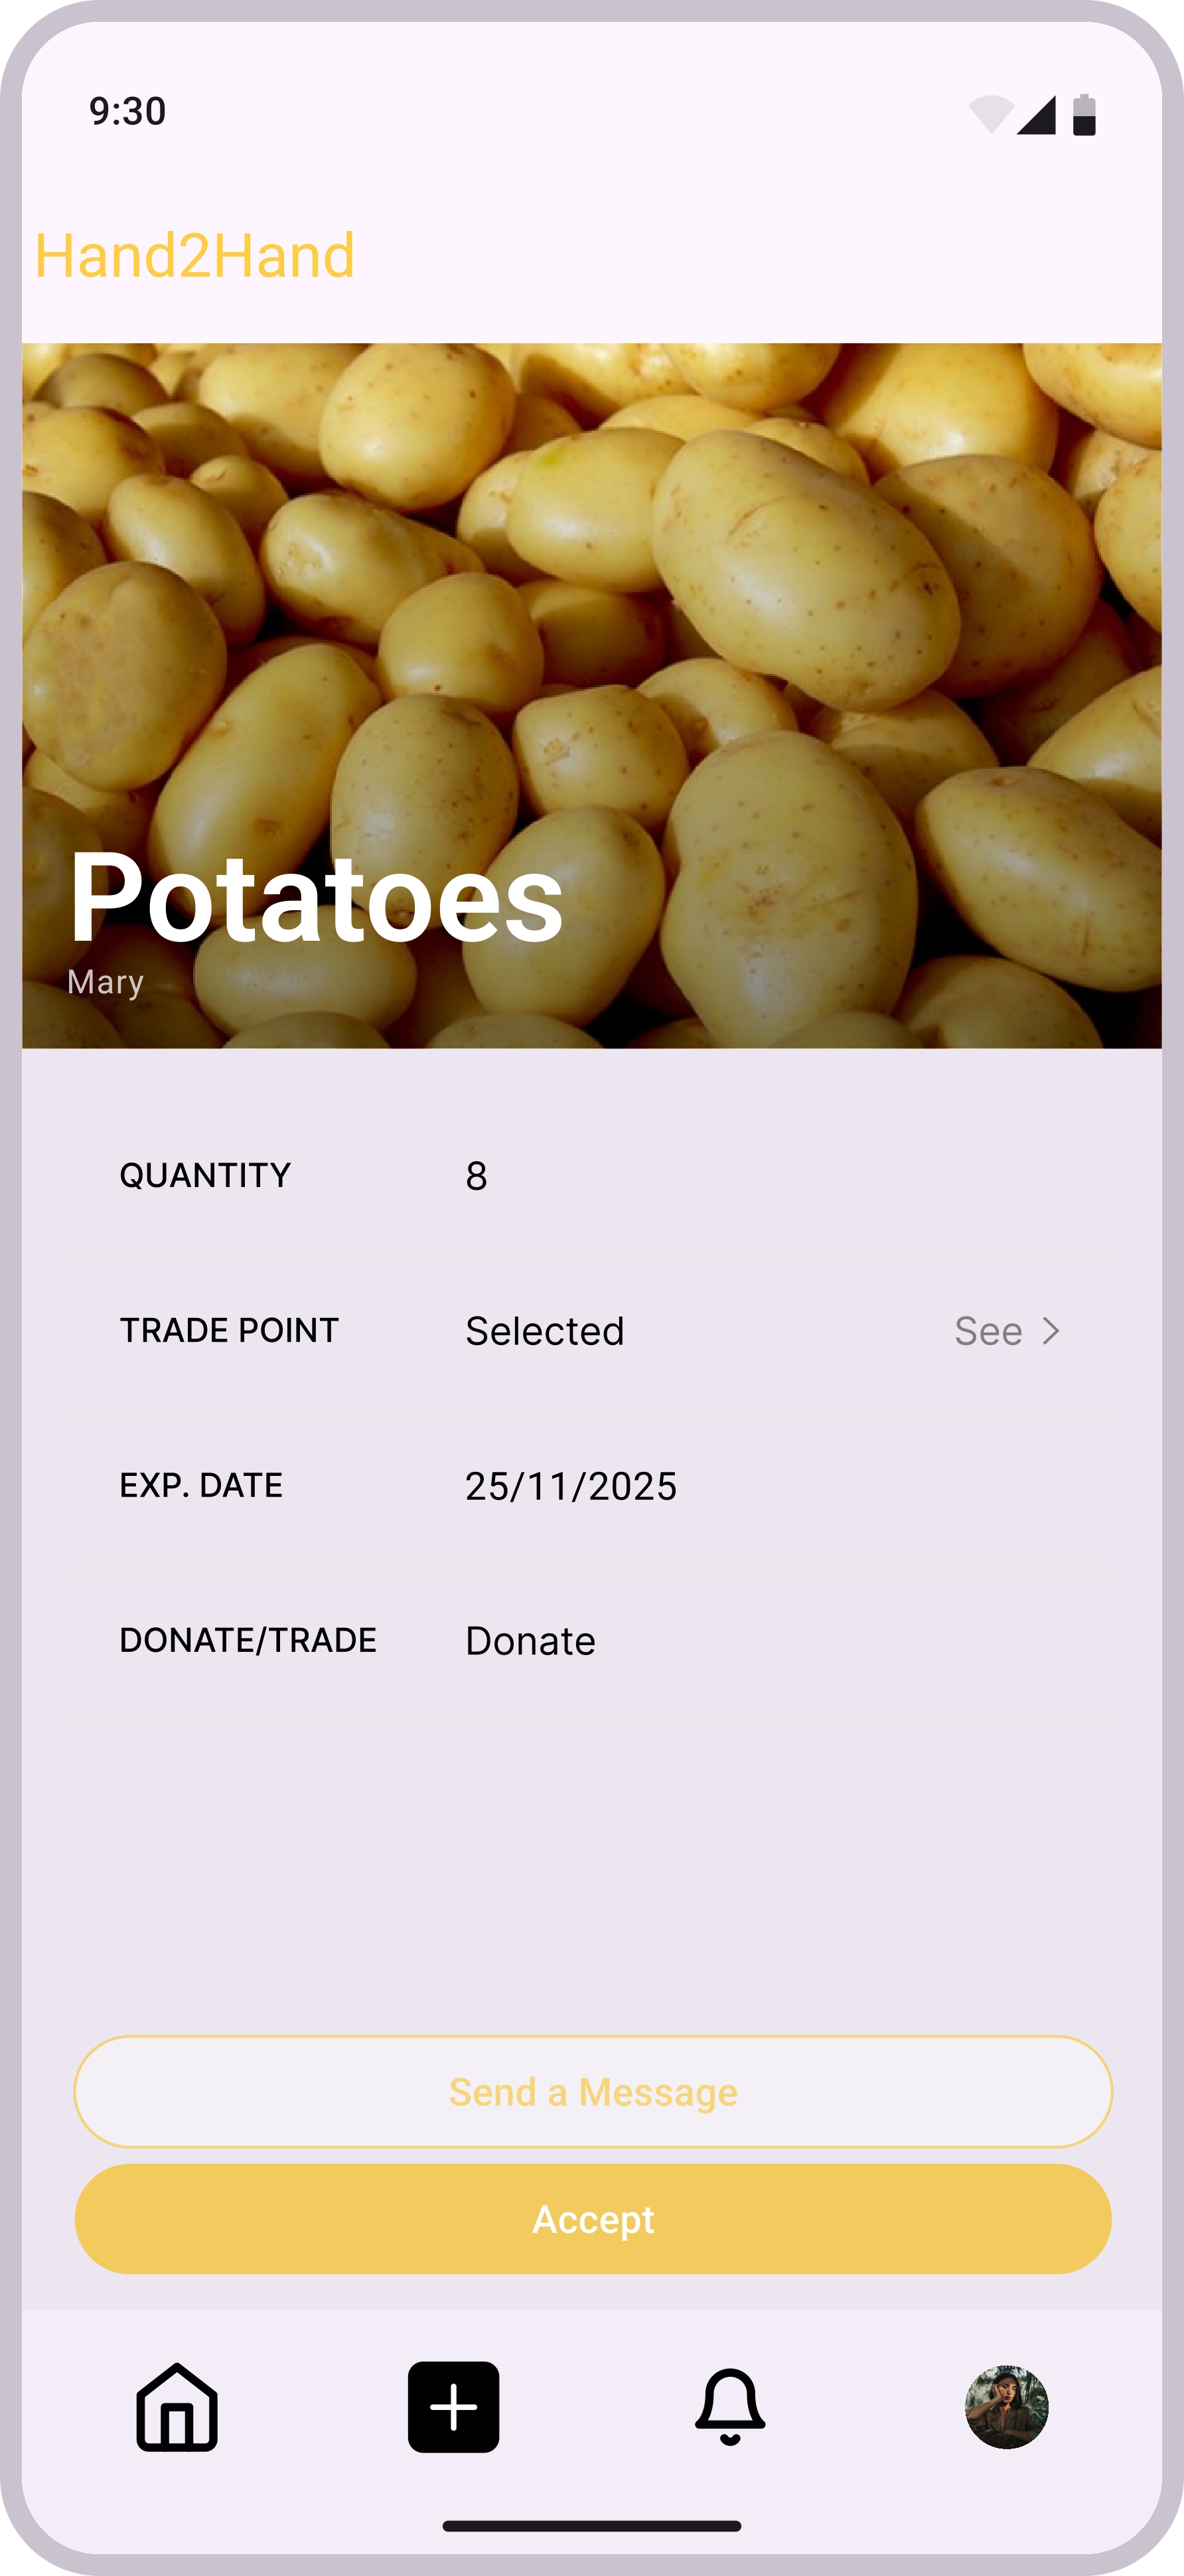 9:30
Hand2Hand
Potatoes
Mary
QUANTITY 8
TRADE POINT Selected See
EXP. DATE 25/11/2025
DONATE/TRADE Donate
Send a Message
Accept